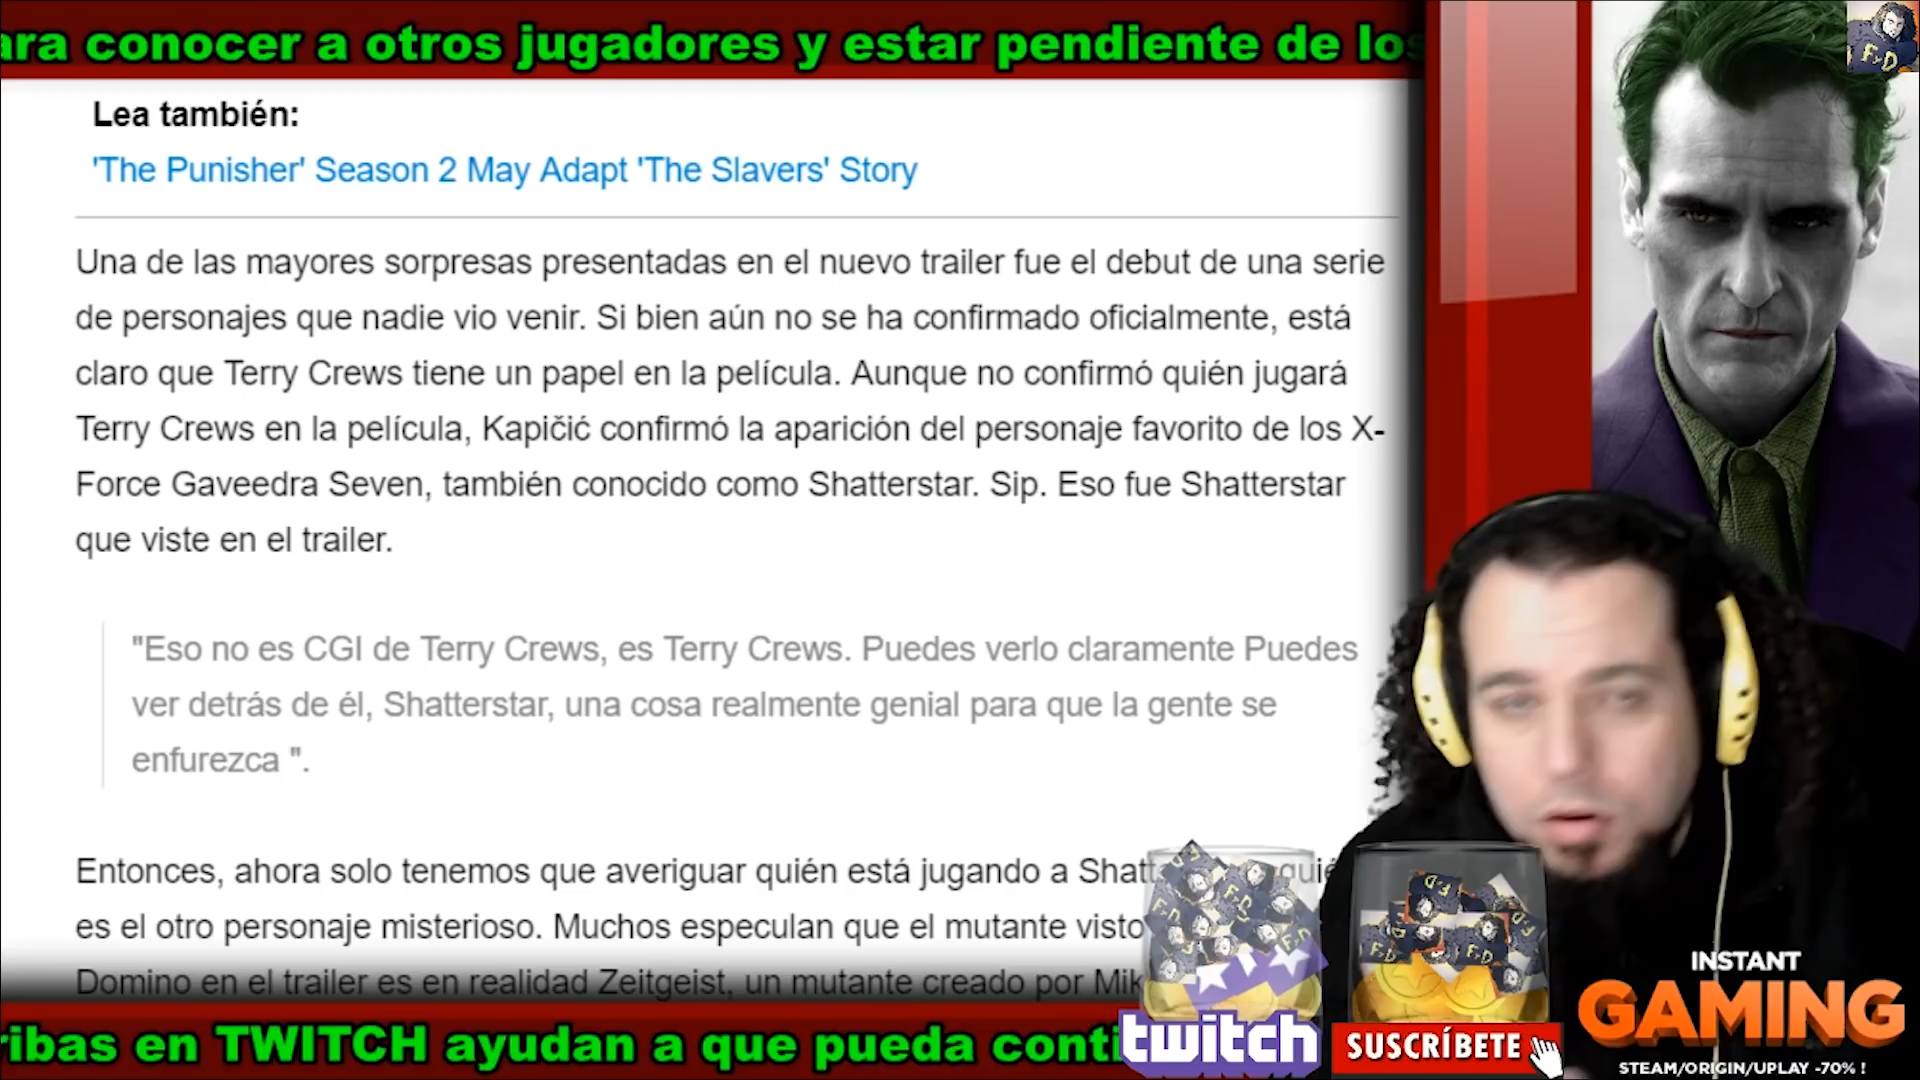 ara conocer a otros jugadores y estar pendiente de los
F y D
Lea también:
'The Punisher' Season 2 May Adapt 'The Slavers' Story
Una de las mayores sorpresas presentadas en el nuevo trailer fue el debut de una serie
de personajes que nadie vio venir. Si bien aún no se ha confirmado oficialmente, está
claro que Terry Crews tiene un papel en la película. Aunque no confirmó quién jugará
Terry Crews en la película, Kapičić confirmó la aparición del personaje favorito de los X-
Force Gaveedra Seven, también conocido como Shatterstar. Sip. Eso fue Shatterstar
que viste en el trailer.
"Eso no es CGI de Terry Crews, es Terry Crews. Puedes verlo claramente Puedes
ver detrás de él, Shatterstar, una cosa realmente genial para que la gente se
enfurezca ".
Entonces, ahora solo tenemos que averiguar quién está jugando a Shatt quié
es el otro personaje misterioso. Muchos especulan que el mutante visto
Domino en el trailer es en realidad Zeitgeist, un mutante creado por Mik
ribas en TWITCH ayudan a que pueda conti
twitch
SUSCRÍBETE
INSTANT
GAMING
STEAM/ORIGIN/UPLAY -70% !